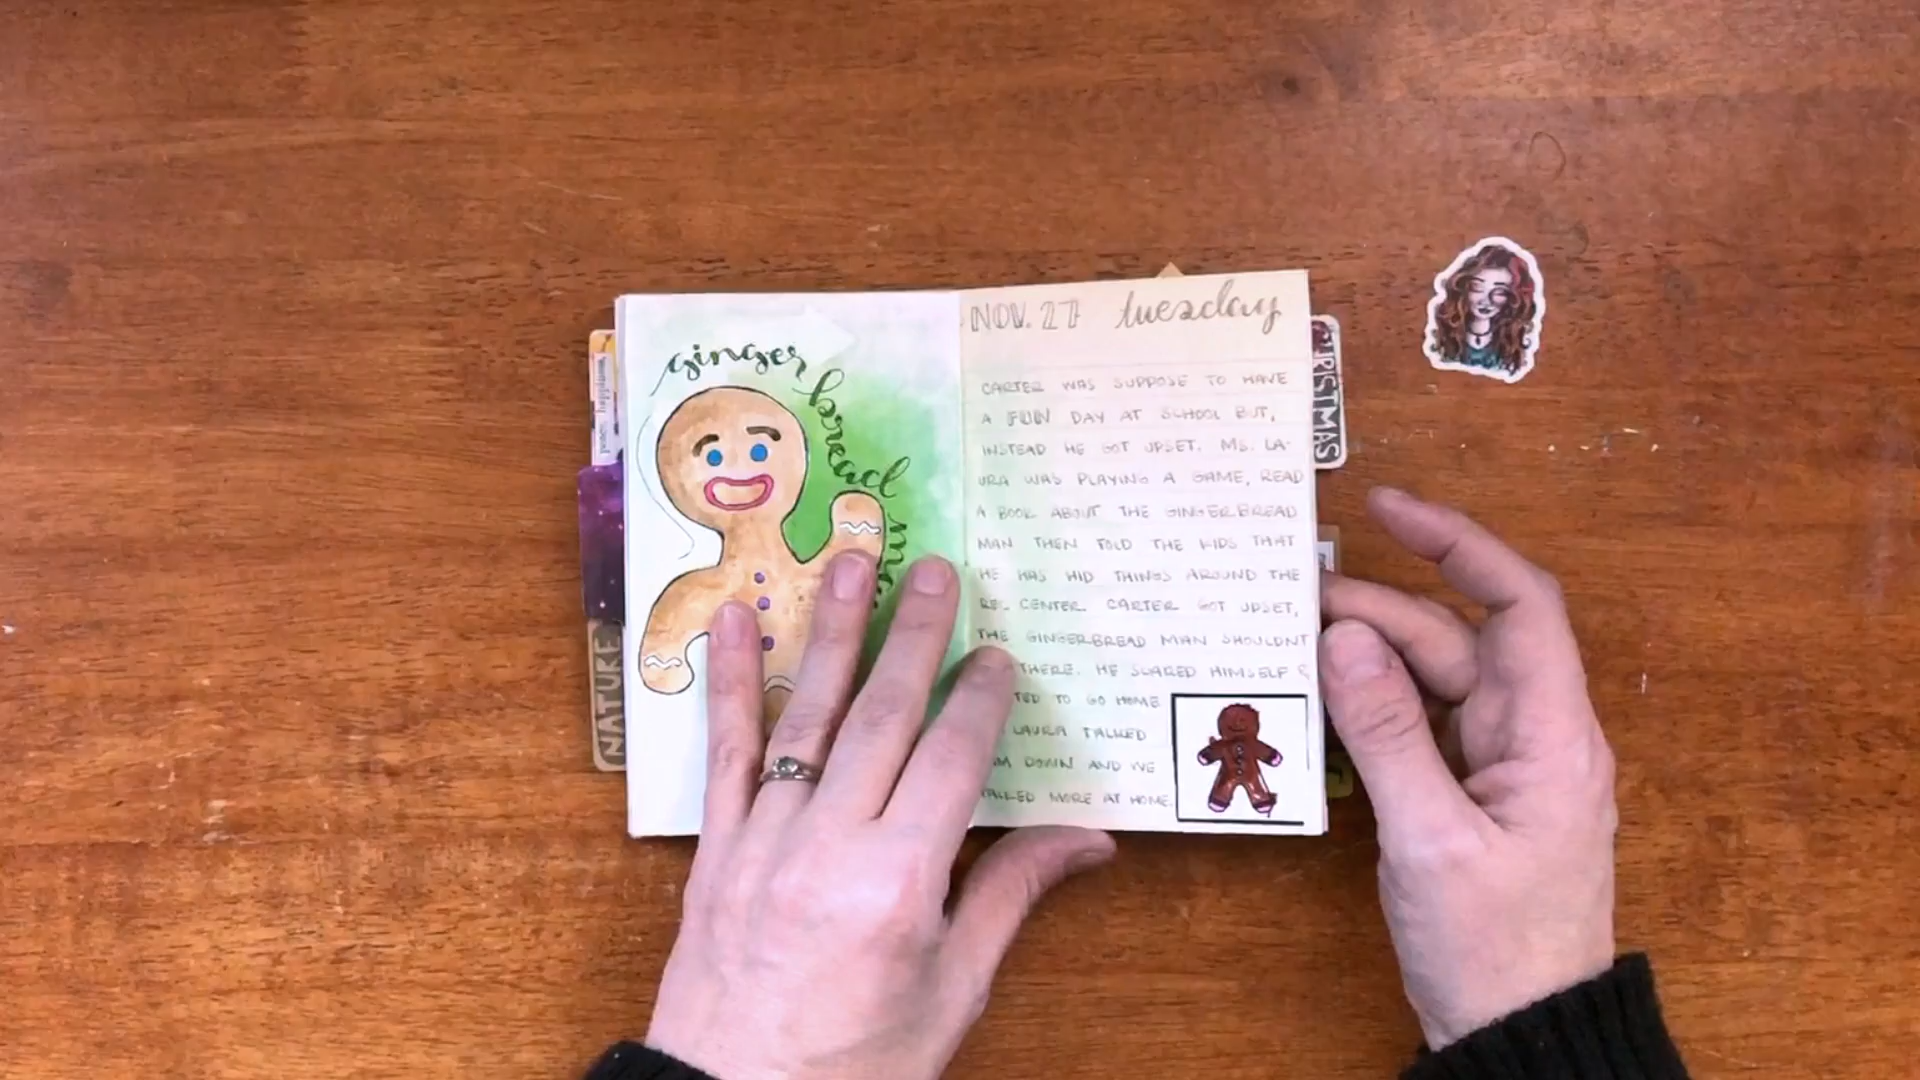 ginger
bread
NATURE
NOV. 27 tuesday
CARTER WAS SUPPOSE TO HAVE
A FUN DAY AT SCHOOL BUT,
INSTEAD HE GOT UPSET. MS. LA-
URA WAS PLAYING A GAME, READ
A BOOK ABOUT THE GINGERBREAD
MAN THEN TOLD THE KIDS THAT
HE HAS HID THINGS AROUND THE
REC CENTER. CARTER GOT UPSET,
THE GINGERBREAD MAN SHOULDNT
THERE. HE SCARED HIMSELF &
TO GO HOME
LAURA TALKED
DOWN AND WE
MORE AT HOME.